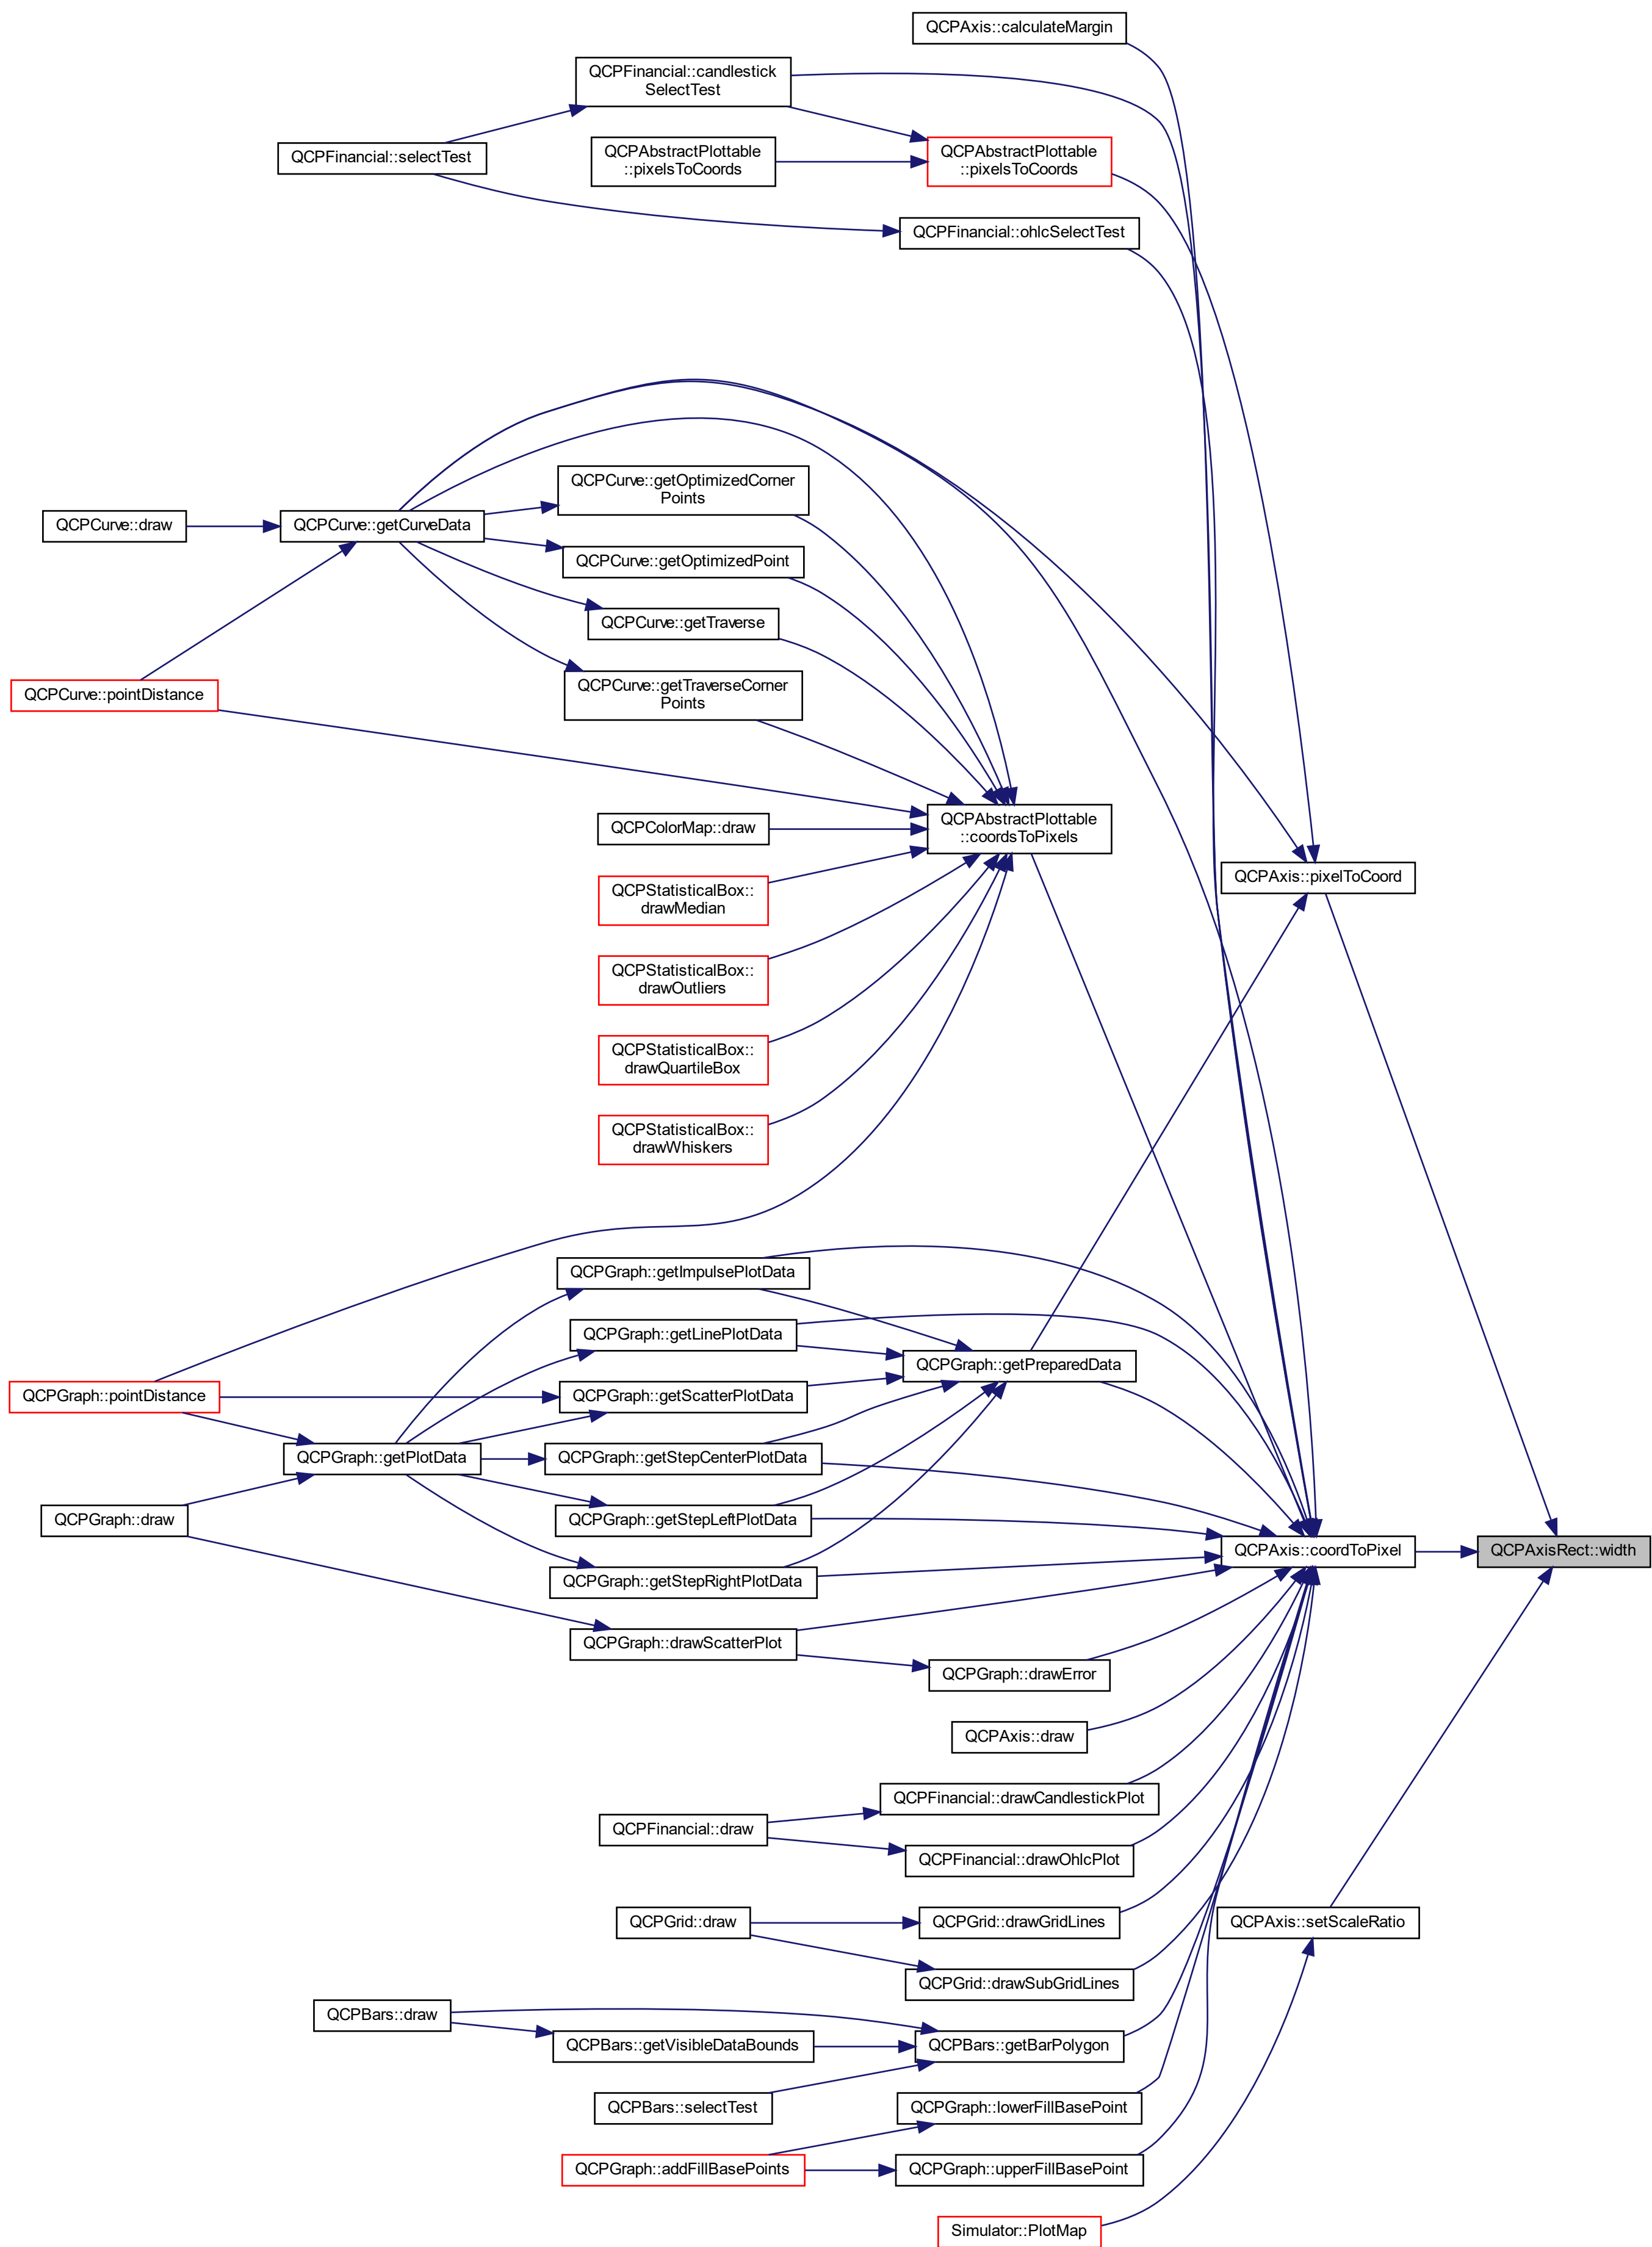 QCPAxis::calculateMargin
QCPFinancial::candlestick
SelectTest
QCPFinancial::selectTest
QCPAbstractPlottable
::pixelsToCoords
QCPAbstractPlottable
::pixelsToCoords
QCPFinancial::ohlcSelectTest
QCPCurve::getOptimizedCorner
Points
QCPCurve::draw
QCPCurve::getCurveData
QCPCurve::getOptimizedPoint
QCPCurve::getTraverse
QCPCurve::pointDistance
QCPCurve::getTraverseCorner
Points
QCPColorMap::draw
QCPAbstractPlottable
::coordsToPixels
QCPAxis::pixelToCoord
QCPStatisticalBox::
drawMedian
QCPStatisticalBox::
drawOutliers
QCPStatisticalBox::
drawQuartileBox
QCPStatisticalBox::
drawWhiskers
QCPGraph::getImpulsePlotData
QCPGraph::getLinePlotData
QCPGraph::getPreparedData
QCPGraph::pointDistance
QCPGraph::getScatterPlotData
QCPGraph::getPlotData
QCPGraph::getStepCenterPlotData
QCPGraph::draw
QCPGraph::getStepLeftPlotData
QCPAxis::coordToPixel
QCPAxisRect::width
QCPGraph::getStepRightPlotData
QCPGraph::drawScatterPlot
QCPGraph::drawError
QCPAxis::draw
QCPFinancial::drawCandlestickPlot
QCPFinancial::draw
QCPFinancial::drawOhlcPlot
QCPGrid::draw
QCPGrid::drawGridLines
QCPAxis::setScaleRatio
QCPGrid::drawSubGridLines
QCPBars::draw
QCPBars::getVisibleDataBounds
QCPBars::getBarPolygon
QCPBars::selectTest
QCPGraph::lowerFillBasePoint
QCPGraph::addFillBasePoints
QCPGraph::upperFillBasePoint
Simulator::PlotMap